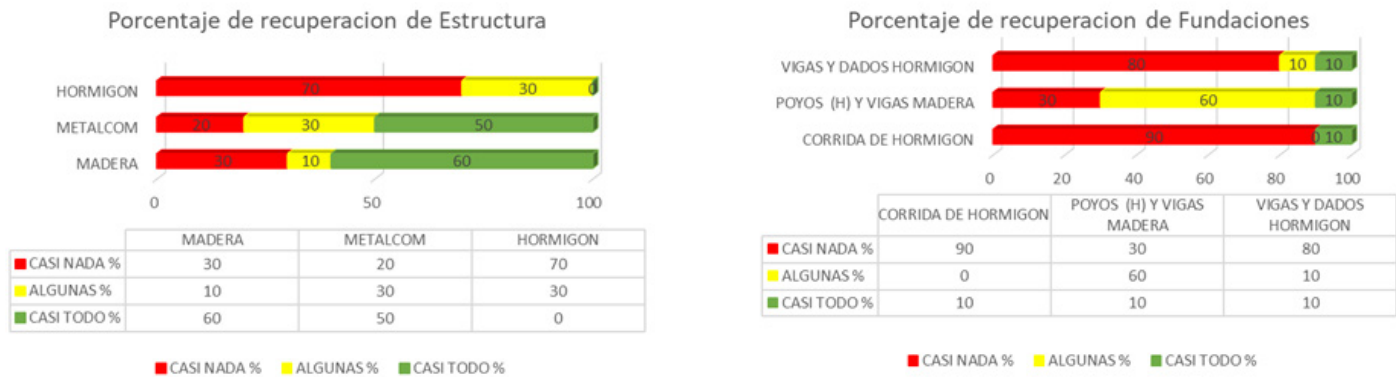 Porcentaje de recuperacion de Estructura
HORMIGON
70
30
0
METALCOM
20
30
50
MADERA
30
10
60
0
50
100
MADERA METALCOM HORMIGON
CASI NADA % 30 20 70
ALGUNAS % 10 30 30
CASI TODO % 60 50 0
CASI NADA % ALGUNAS % CASI TODO %
Porcentaje de recuperacion de Fundaciones
VIGAS Y DADOS HORMIGON
80
10
10
POYOS (H) Y VIGAS MADERA
30
60
10
CORRIDA DE HORMIGON
90
0
10
0 20 40 60 80 100
CORRIDA DE HORMIGON POYOS (H) Y VIGAS MADERA VIGAS Y DADOS HORMIGON
CASI NADA % 90 30 80
ALGUNAS % 0 60 10
CASI TODO % 10 10 10
CASI NADA % ALGUNAS % CASI TODO %